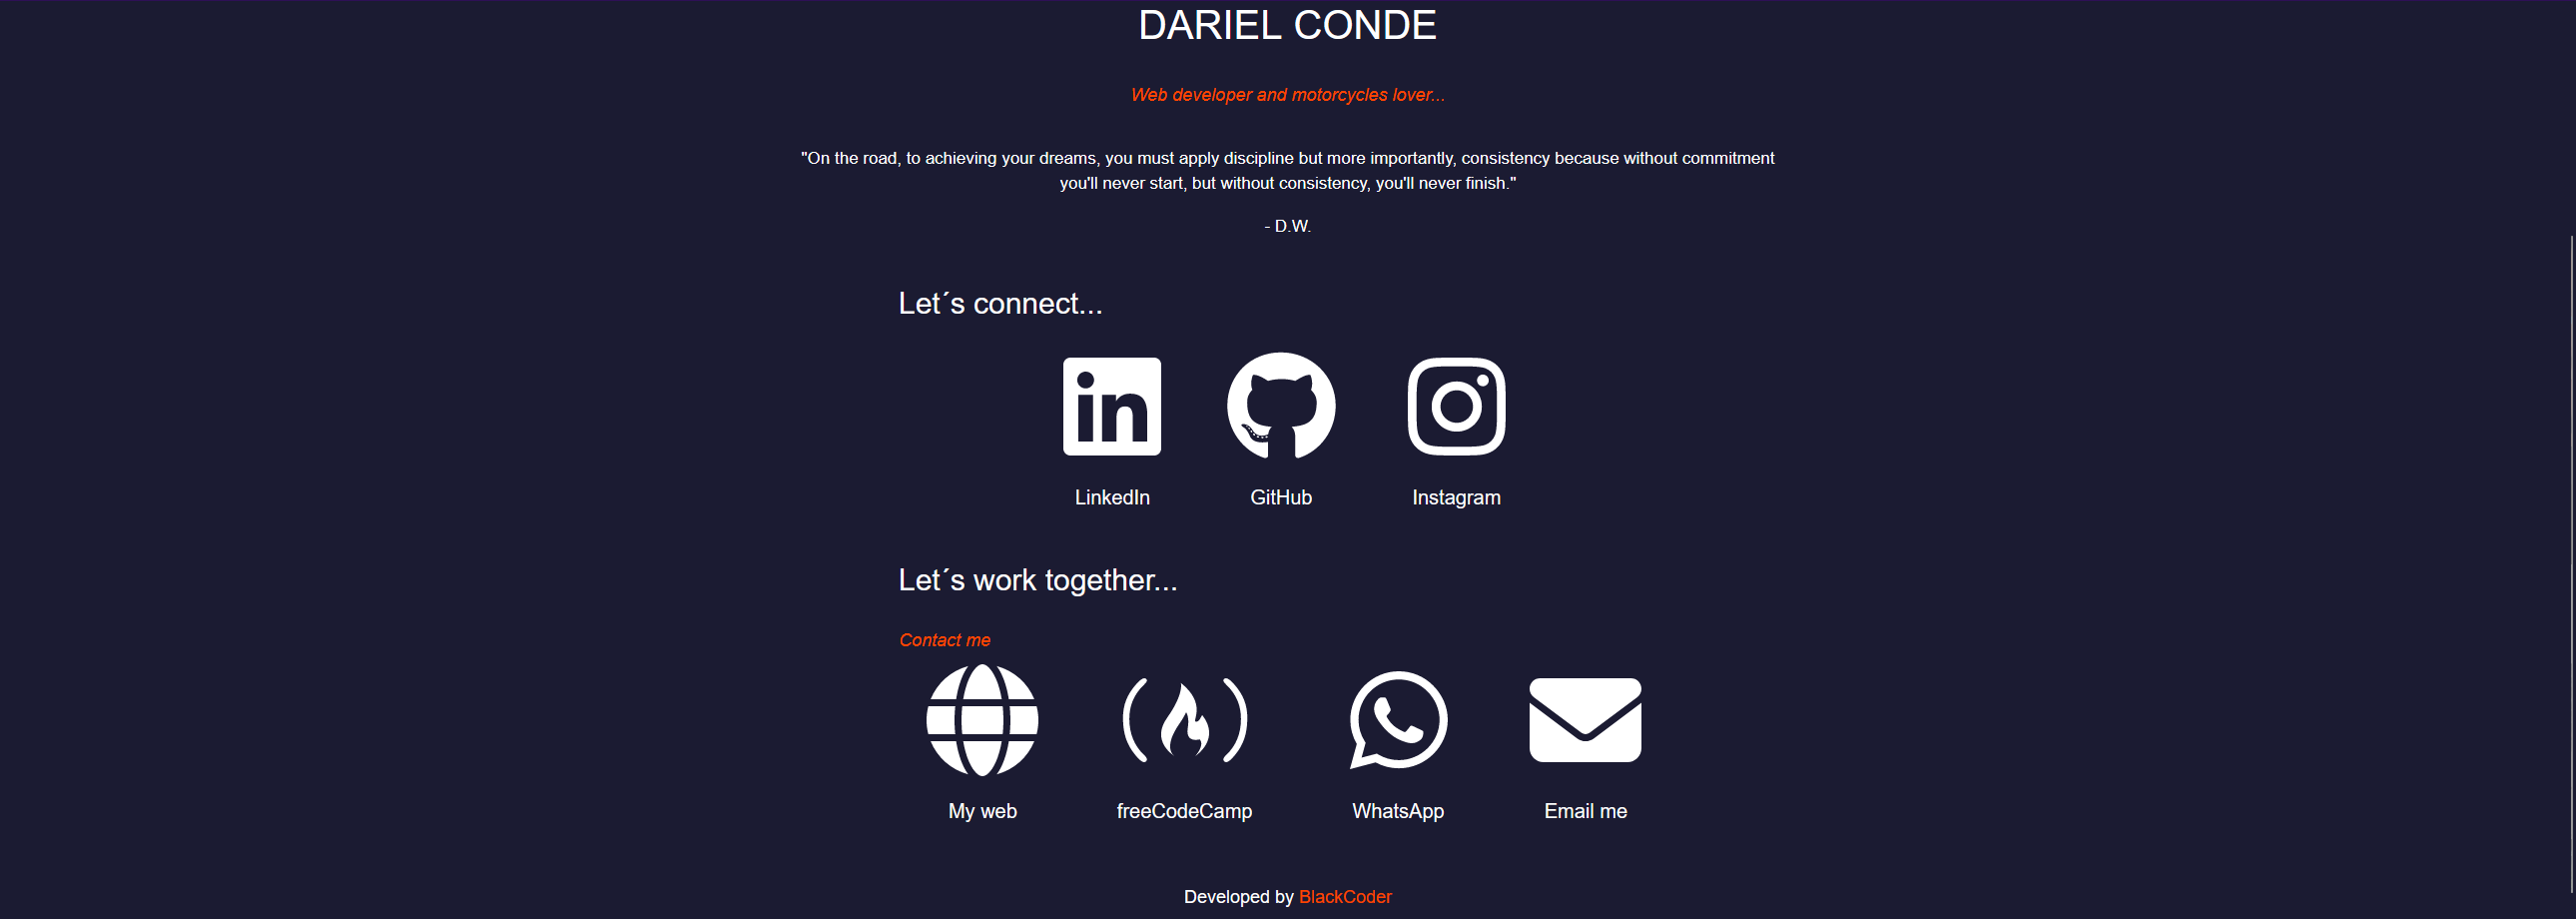 DARIEL CONDE
Web developer and motorcycles lover...
"On the road, to achieving your dreams, you must apply discipline but more importantly, consistency because without commitment
you'll never start, but without consistency, you'll never finish."
- D.W.
Let´s connect...
in
LinkedIn GitHub Instagram
Let´s work together...
Contact me
My web freeCodeCamp WhatsApp Email me
Developed by BlackCoder